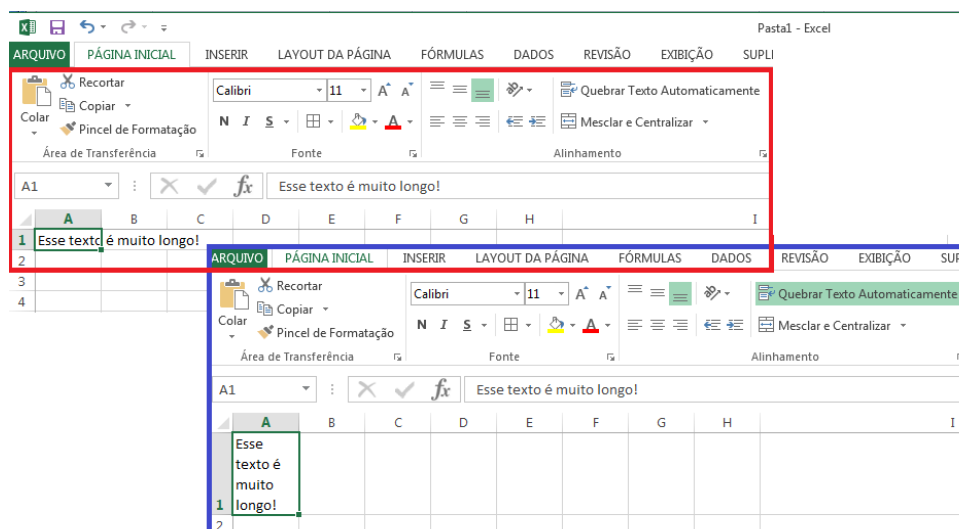 Pasta1 - Excel
ARQUIVO PÁGINA INICIAL INSERIR LAYOUT DA PÁGINA FÓRMULAS DADOS REVISÃO EXIBIÇÃO SUPLI
Recortar
Calibri 11 A A Quebrar Texto Automaticamente
Copiar
Colar
Pincel de Formatação
N I S A Mesclar e Centralizar
Área de Transferência Fonte Alinhamento
A1 fx Esse texto é muito longo!
A B C D E F G H I
1 Esse texto é muito longo!
2
3
4
ARQUIVO PÁGINA INICIAL INSERIR LAYOUT DA PÁGINA FÓRMULAS DADOS REVISÃO EXIBIÇÃO SUP
Recortar
Calibri 11 A A Quebrar Texto Automaticamente
Copiar
Colar
Pincel de Formatação
N I S A Mesclar e Centralizar
Área de Transferência Fonte Alinhamento
A1 fx Esse texto é muito longo!
A B C D E F G H I
Esse
texto é
muito
1 longo!
2